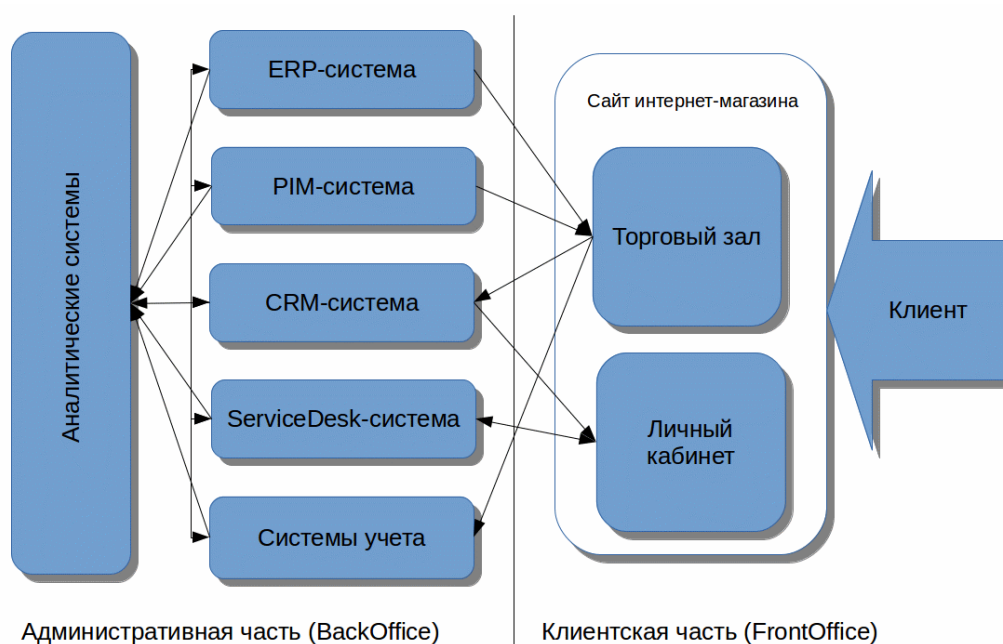 Аналитические системы
ERP-система
PIM-система
CRM-система
ServiceDesk-система
Системы учета
Сайт интернет-магазина
Торговый зал
Личный
кабинет
Клиент
Административная часть (BackOffice)
Клиентская часть (FrontOffice)